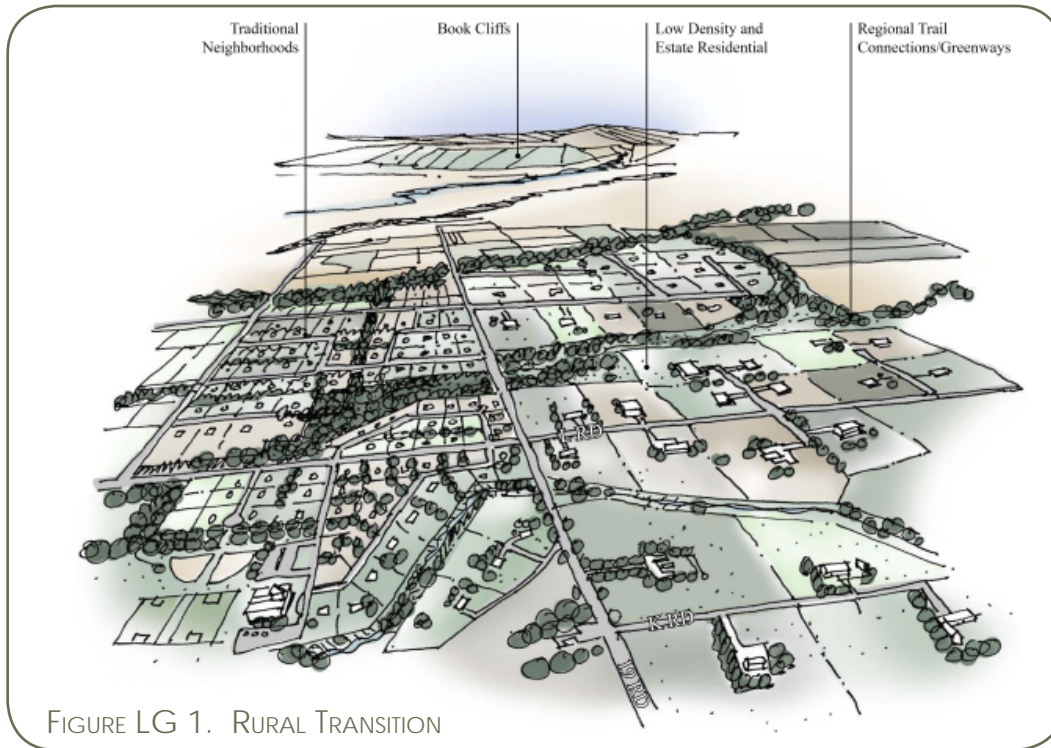 Traditional
Neighborhoods
Book Cliffs
Low Density and
Estate Residential
Regional Trail
Connections/Greenways
L RD
K RD
19 RD
FIGURE LG 1. RURAL TRANSITION